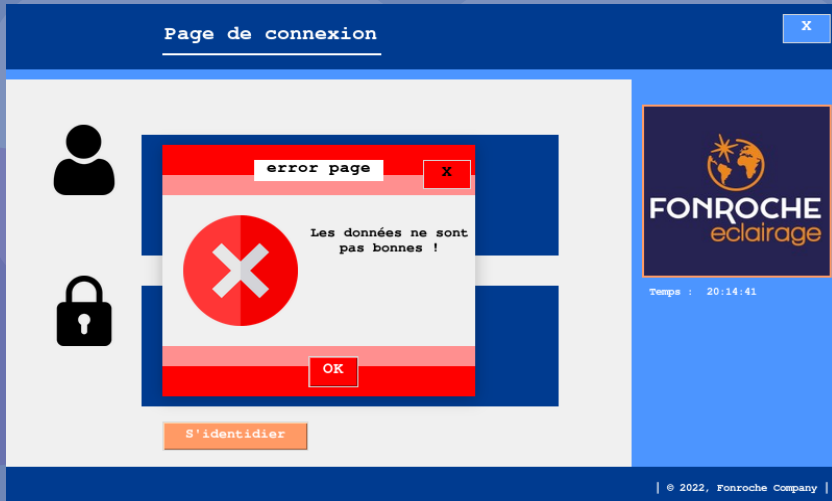 Page de connexion
X
error page
X
Les données ne sont
pas bonnes !
OK
S'identidier
FONROCHE
eclairage
Temps : 20:14:41
| © 2022, Fonroche Company |